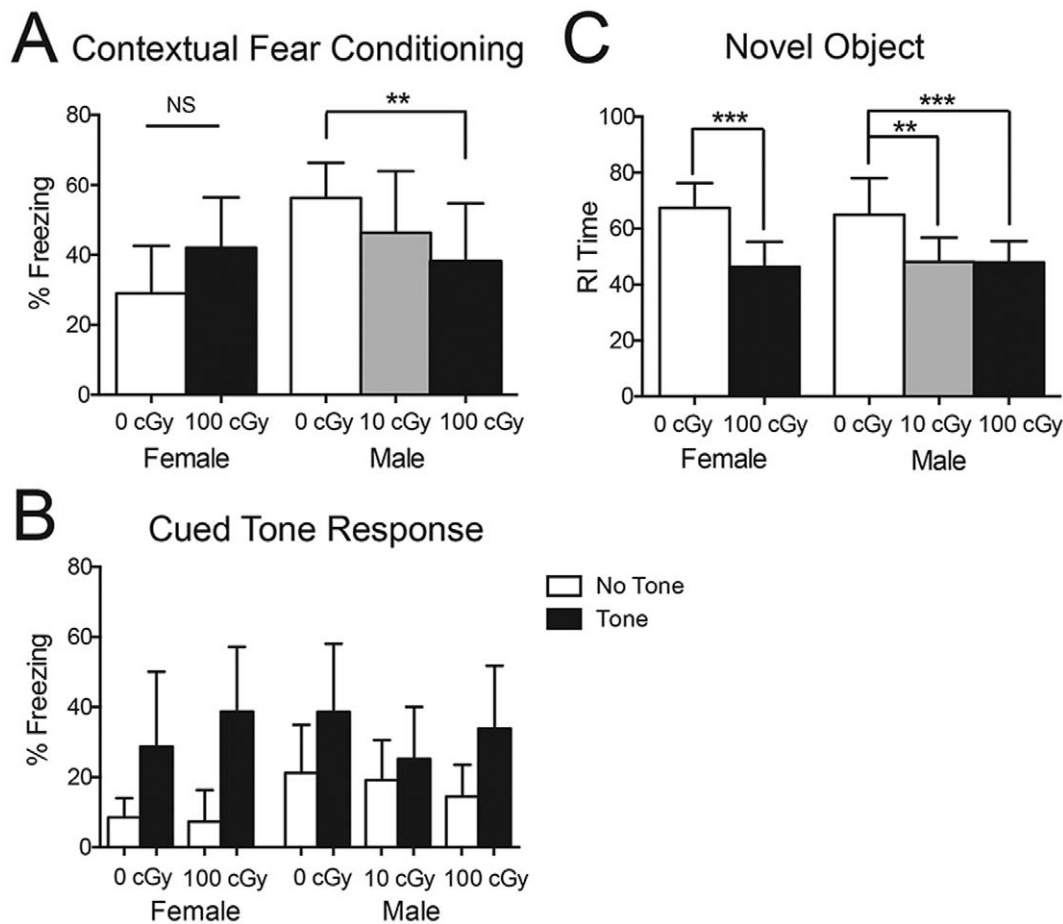 A Contextual Fear Conditioning
NS
**
% Freezing
80
60
40
20
0
0 cGy 100 cGy 0 cGy 10 cGy 100 cGy
Female Male
C Novel Object
***
***
**
RI Time
100
80
60
40
20
0
0 cGy 100 cGy 0 cGy 10 cGy 100 cGy
Female Male
B Cued Tone Response
% Freezing
80
60
40
20
0
0 cGy 100 cGy 0 cGy 10 cGy 100 cGy
Female Male
No Tone
Tone